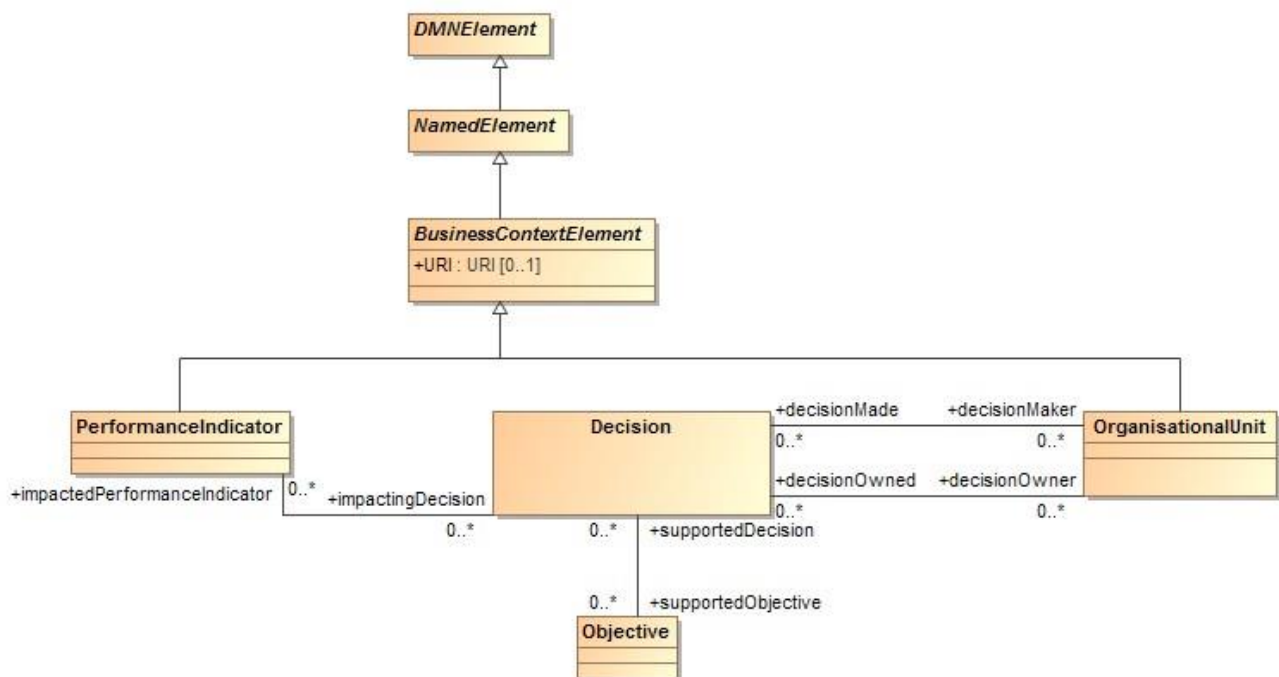 DMNElement
NamedElement
BusinessContextElement
+URI : URI [0..1]
PerformanceIndicator
Decision
OrganisationalUnit
+decisionMade
+decisionMaker
0..*
0..*
+decisionOwned
+decisionOwner
0..*
0..*
+impactedPerformanceIndicator
0..*
+impactingDecision
0..*
0..*
+supportedDecision
0..*
+supportedObjective
Objective